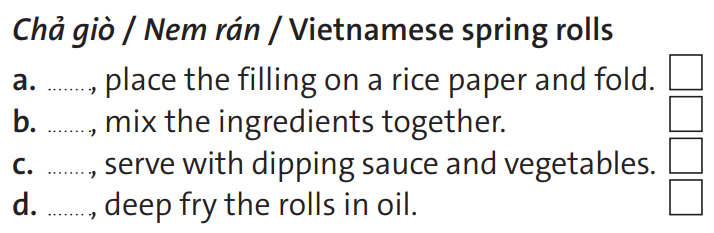 Chả giò / Nem rán / Vietnamese spring rolls
a. ........, place the filling on a rice paper and fold.
b. ........, mix the ingredients together.
c. ........, serve with dipping sauce and vegetables.
d. ........, deep fry the rolls in oil.